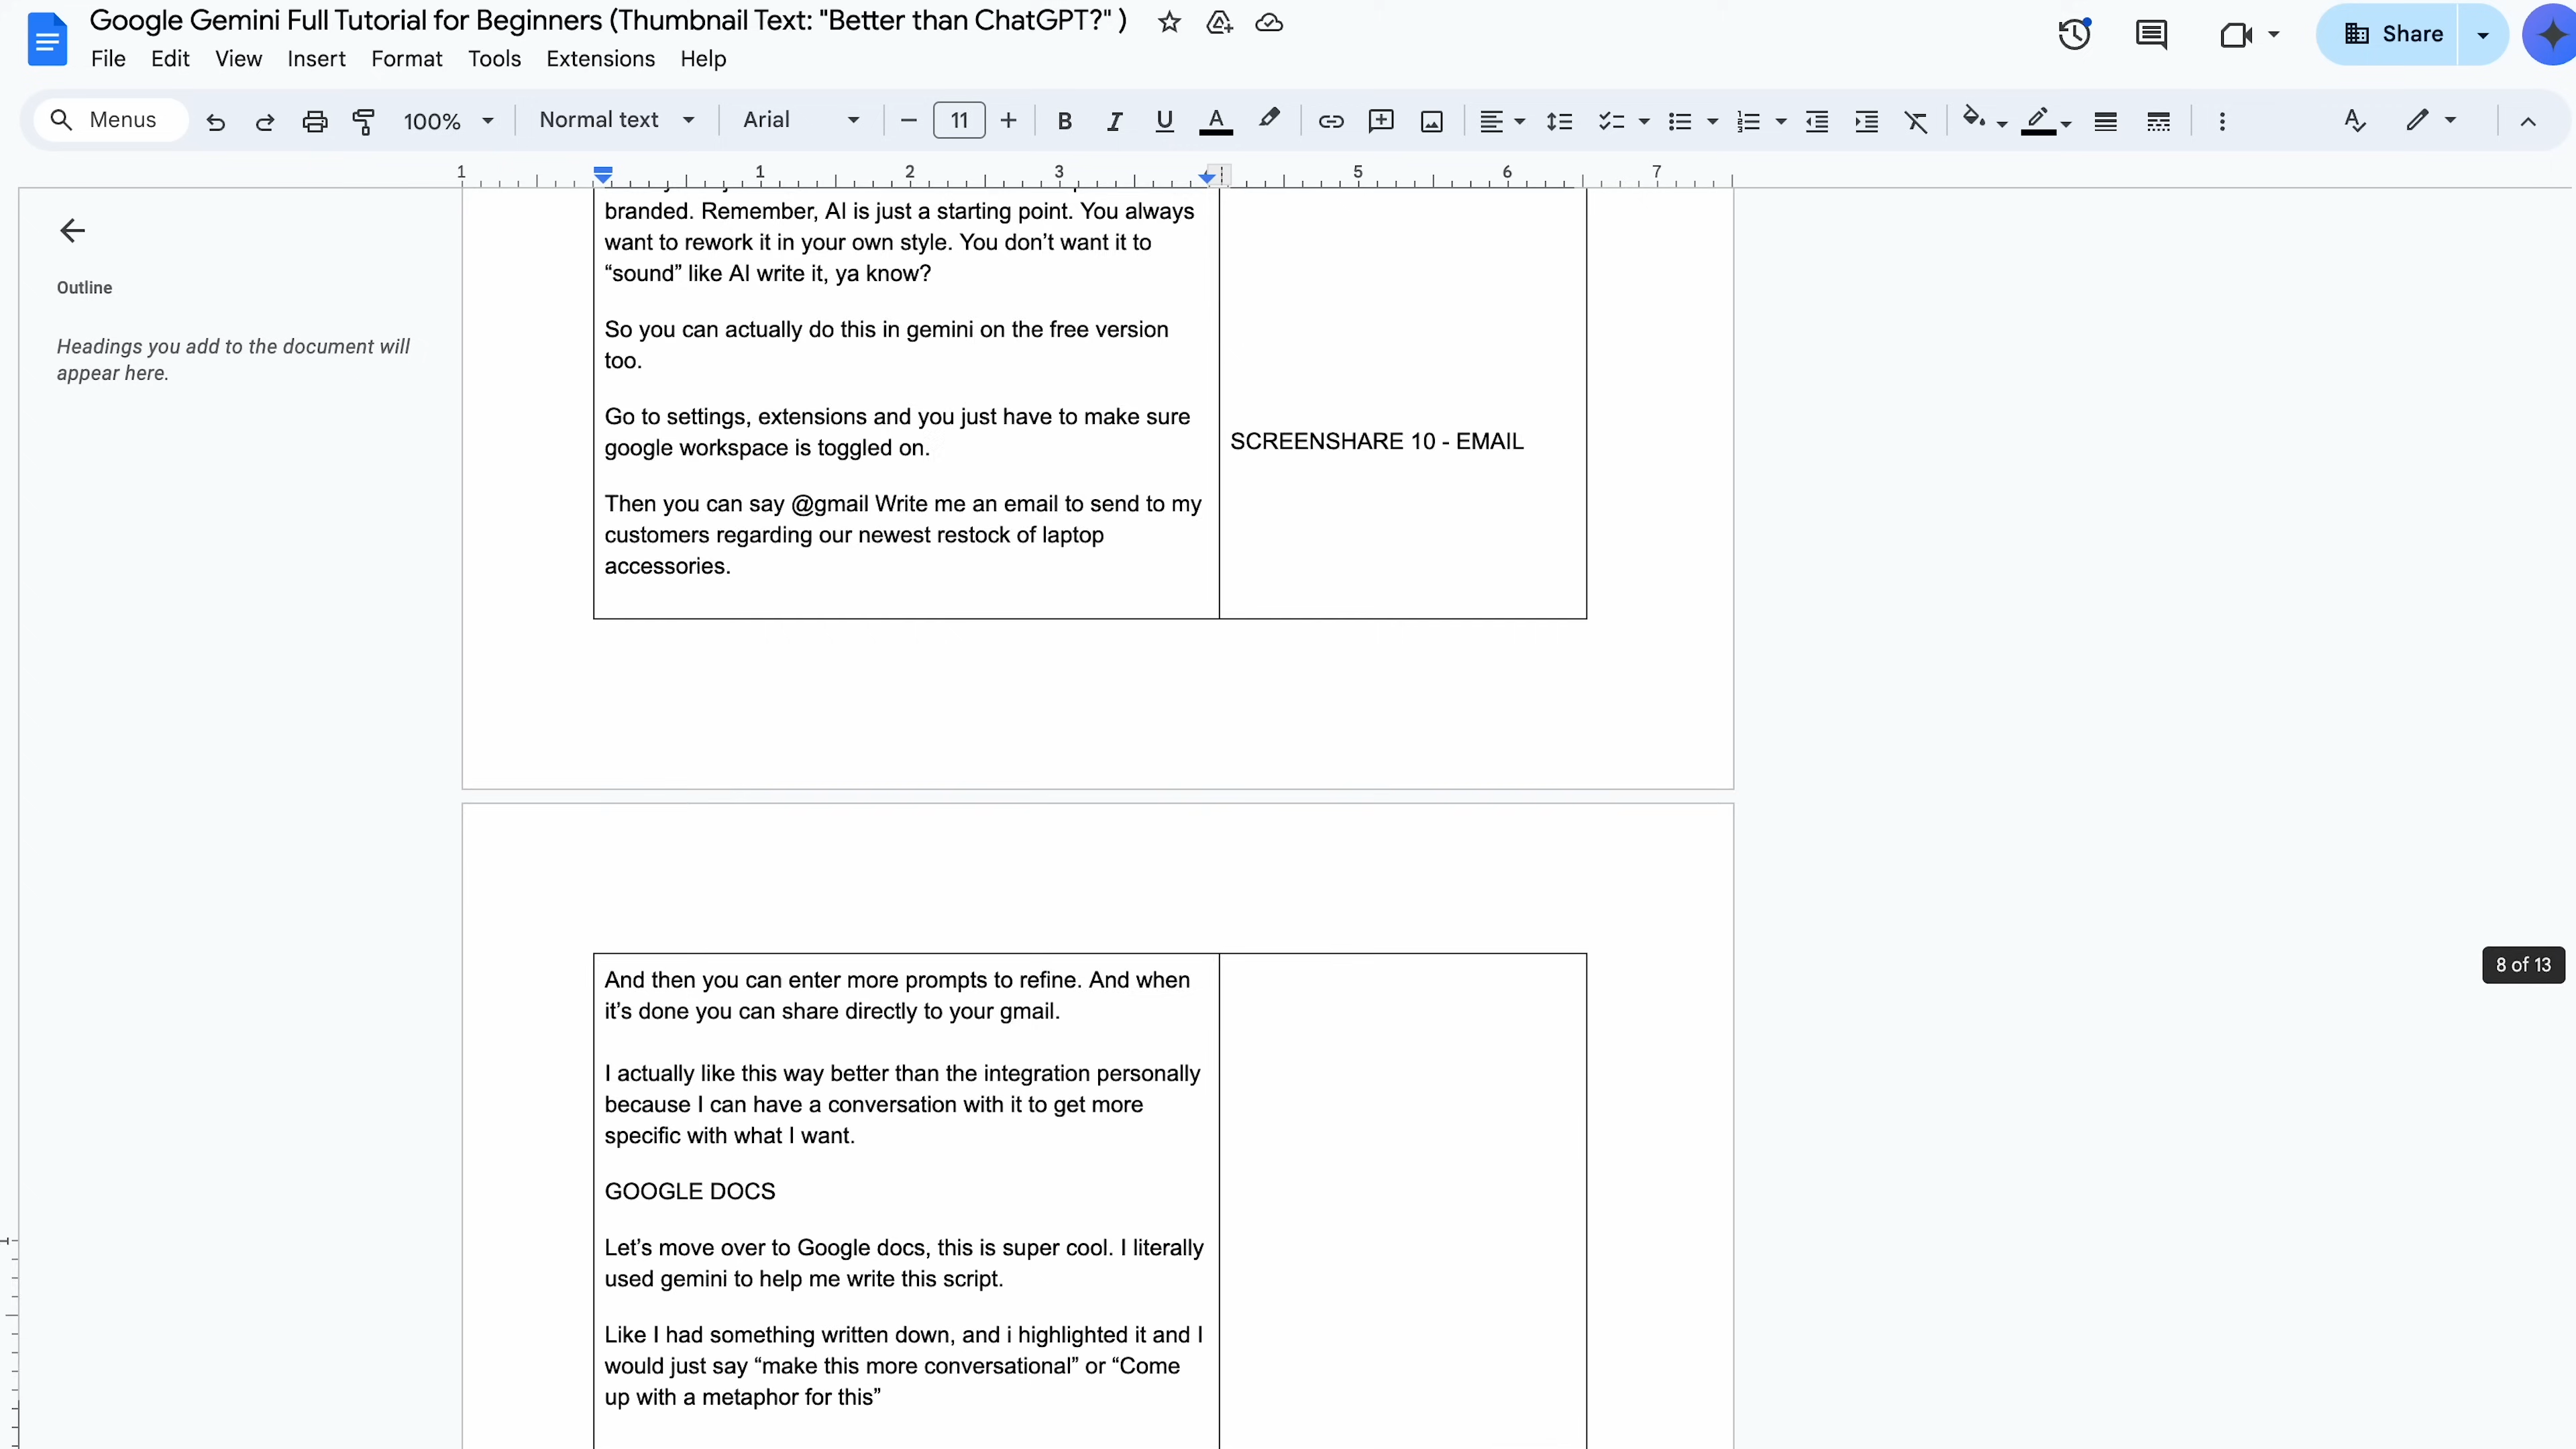 Google Gemini Full Tutorial for Beginners (Thumbnail Text: "Better than ChatGPT?" )
File Edit View Insert Format Tools Extensions Help
Share
Menus
100%
Normal text
Arial
11
1 1 2 3 5 6 7
Outline
Headings you add to the document will
appear here.
branded. Remember, AI is just a starting point. You always
want to rework it in your own style. You don’t want it to
“sound” like AI write it, ya know?
So you can actually do this in gemini on the free version
too.
Go to settings, extensions and you just have to make sure
google workspace is toggled on.
SCREENSHARE 10 - EMAIL
Then you can say @gmail Write me an email to send to my
customers regarding our newest restock of laptop
accessories.
And then you can enter more prompts to refine. And when
it’s done you can share directly to your gmail.
8 of 13
I actually like this way better than the integration personally
because I can have a conversation with it to get more
specific with what I want.
GOOGLE DOCS
Let’s move over to Google docs, this is super cool. I literally
used gemini to help me write this script.
Like I had something written down, and i highlighted it and I
would just say “make this more conversational” or “Come
up with a metaphor for this”